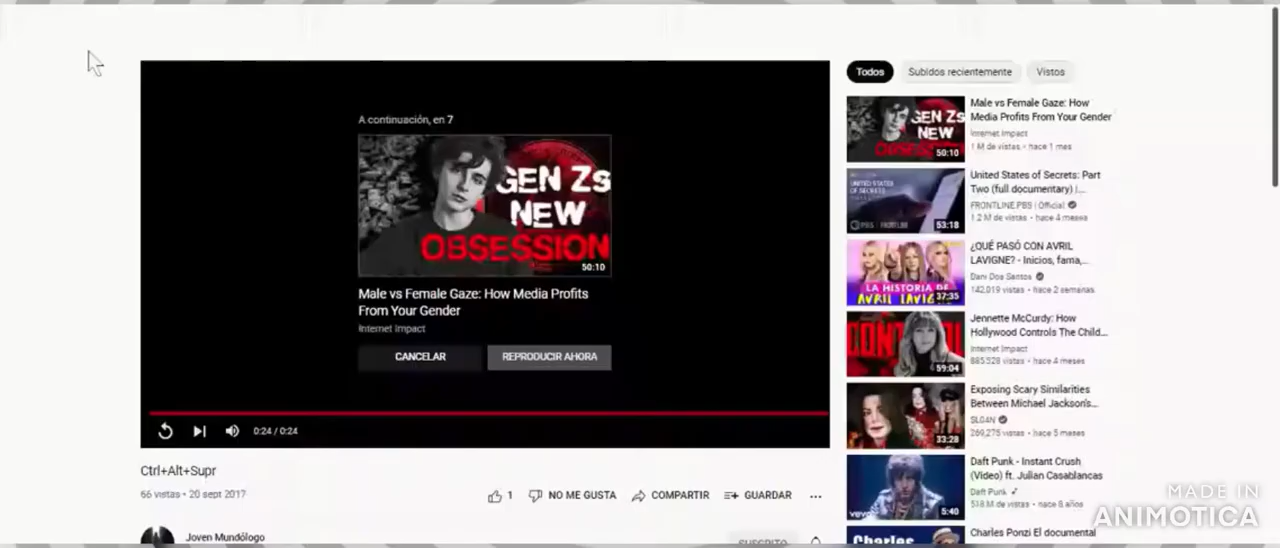 A continuación, en 7
GEN Zs
NEW
OBSESSION
50:10
Male vs Female Gaze: How Media Profits
From Your Gender
Internet Impact
CANCELAR
REPRODUCIR AHORA
0:24 / 0:24
Ctrl+Alt+Supr
66 vistas • 20 sept 2017
1
NO ME GUSTA
COMPARTIR
GUARDAR
Joven Mundólogo
SUSCRITO
Todos
Subidos recientemente
Vistos
GEN Zs
NEW
OBSESSION
50:10
Male vs Female Gaze: How
Media Profits From Your Gender
Internet Impact
1 M de vistas • hace 1 mes
UNITED STATES
OF SECRETS
53:18
United States of Secrets: Part
Two (full documentary) |...
FRONTLINE PBS | Official
1.2 M de vistas • hace 4 meses
LA HISTORIA DE
AVRIL LAVIGNE
37:35
¿QUÉ PASÓ CON AVRIL
LAVIGNE? - Inicios, fama,...
Dani Dos Santos
142,019 vistas • hace 2 semanas
59:04
Jennette McCurdy: How
Hollywood Controls The Child...
Internet Impact
885,528 vistas • hace 4 meses
33:28
Exposing Scary Similarities
Between Michael Jackson's...
SLOAN
269,275 vistas • hace 5 meses
vevo
5:40
Daft Punk - Instant Crush
(Video) ft. Julian Casablancas
Daft Punk
518 M de vistas • hace 8 años
Charles
Charles Ponzi El documental
MADE IN
ANIMOTICA